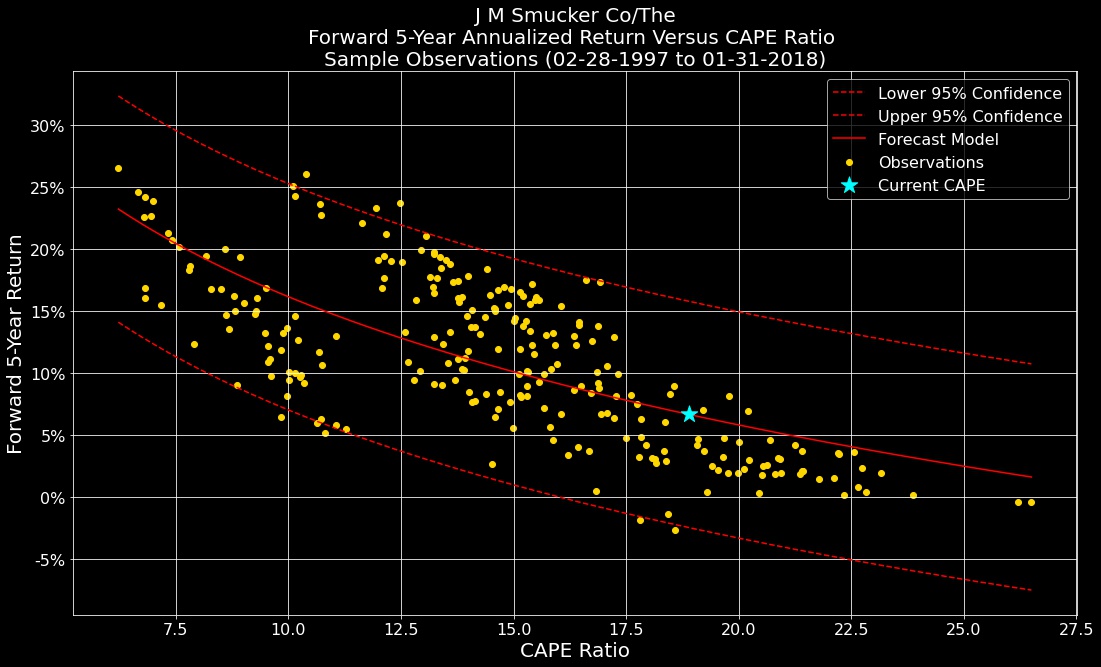 J M Smucker Co/The
Forward 5-Year Annualized Return Versus CAPE Ratio
Sample Observations (02-28-1997 to 01-31-2018)
Lower 95% Confidence
Upper 95% Confidence
Forecast Model
Observations
Current CAPE
Forward 5-Year Return
30%
25%
20%
15%
10%
5%
0%
-5%
7.5 10.0 12.5 15.0 17.5 20.0 22.5 25.0 27.5
CAPE Ratio